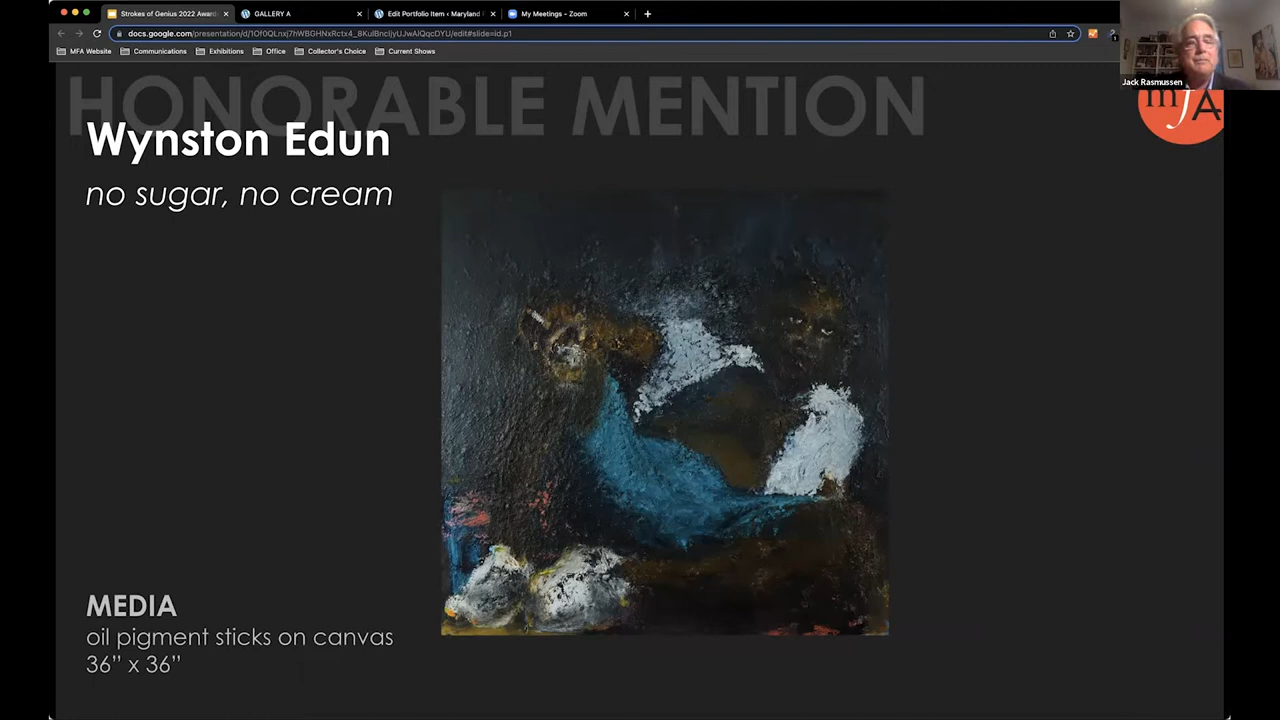 Strokes of Genius 2022 Award
GALLERY A
Edit Portfolio Item ‹ Maryland
My Meetings - Zoom
MFA Website
Communications
Exhibitions
Office
Collector's Choice
Current Shows
Jack Rasmussen
mfA
HONORABLE MENTION
Wynston Edun
no sugar, no cream
MEDIA
oil pigment sticks on canvas
36” x 36”